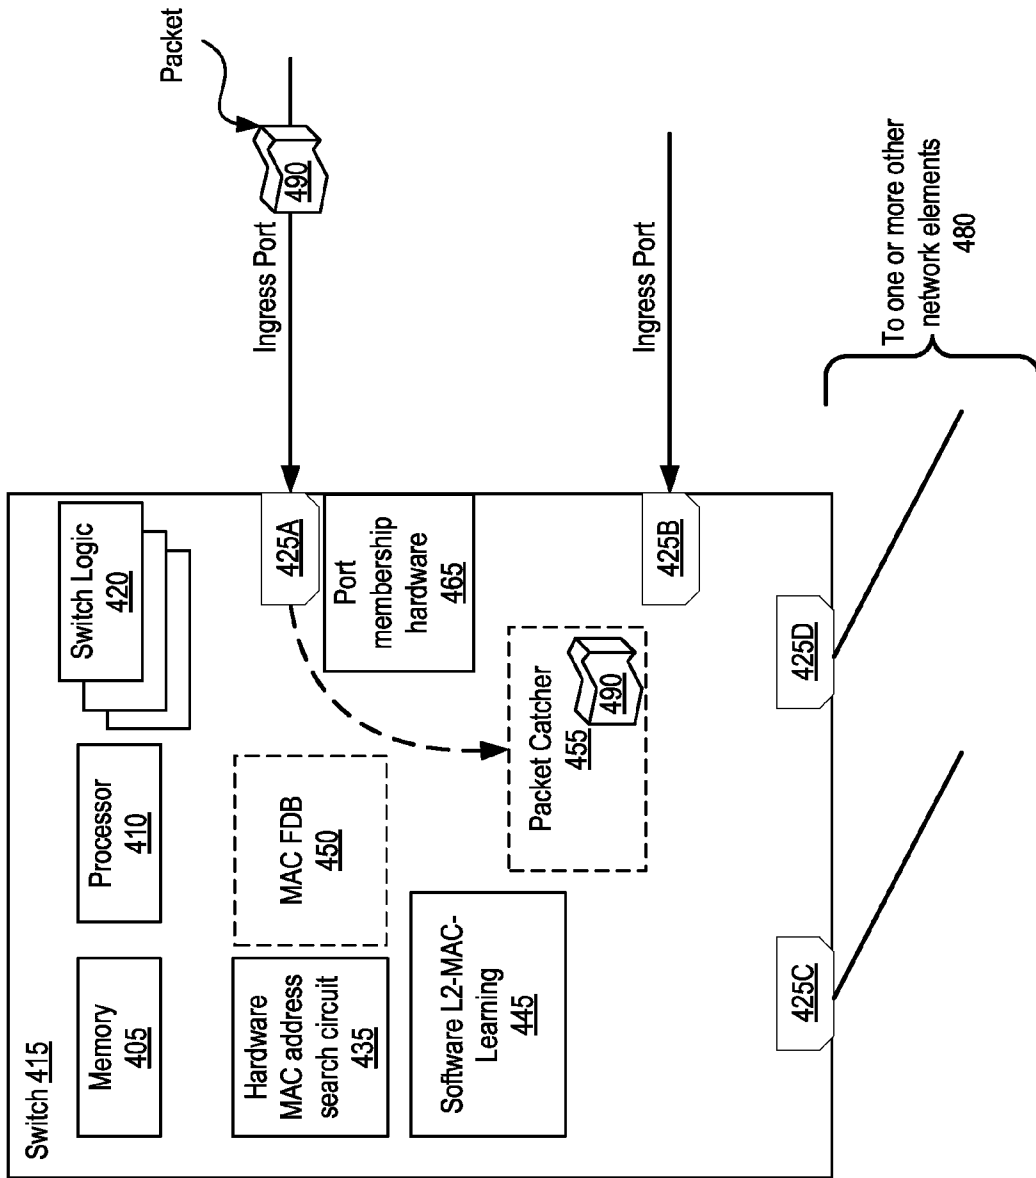 Switch 415
Memory
405
Processor
410
Switch Logic
420
Hardware
MAC address
search circuit
435
MAC FDB
450
425A
Ingress Port
490
Packet
Port
membership
hardware
465
Software L2-MAC-
Learning
445
Packet Catcher
455
490
425B
Ingress Port
425C
425D
To one or more other
network elements
480